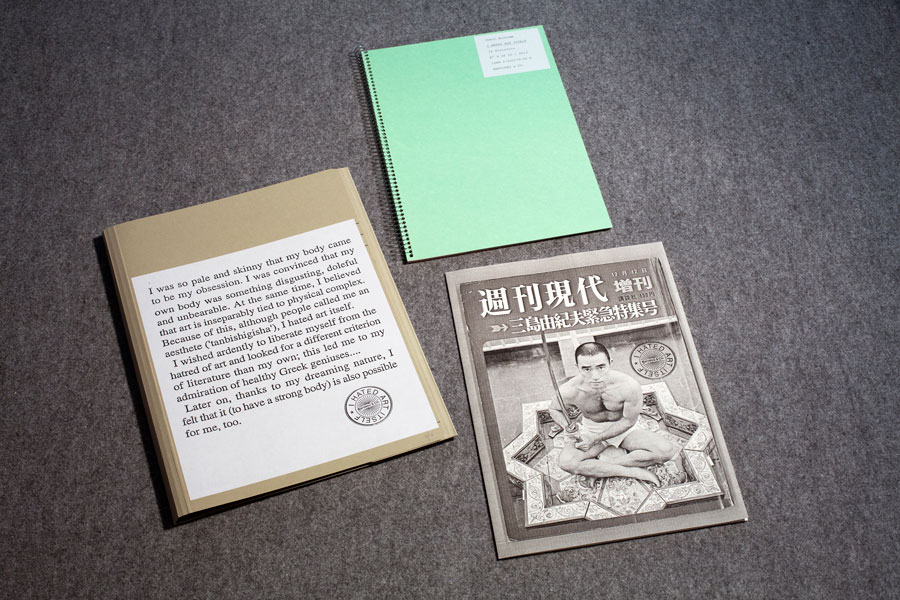 I was so pale and skinny that my body came
to be my obsession. I was convinced that my
own body was something disgusting, doleful
and unbearable. At the same time, I believed
that art is inseparably tied to physical complex.
Because of this, although people called me an
aesthete ('tanbishigisha'), I hated art itself.
I wished ardently to liberate myself from the
hatred of art and looked for a different criterion
of literature than my own; this led me to my
admiration of healthy Greek geniuses....
Later on, thanks to my dreaming nature, I
felt that it (to have a strong body) is also possible
for me, too.
I HATED ART ITSELF
12月12日
週刊現代 増刊
三島由紀夫緊急特集号
I HATED ART ITSELF